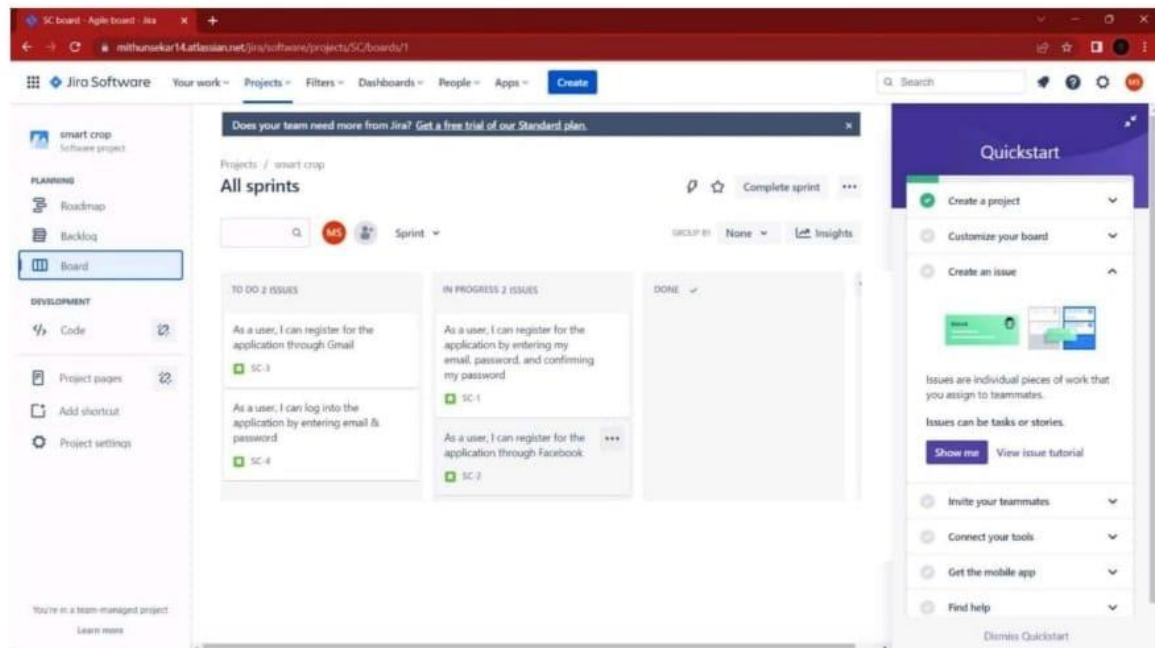 SC board - Agile board - Jira
mithunsekar14.atlassian.net/jira/software/projects/SC/boards/1
Jira Software Your work Projects Filters Dashboards People Apps Create Search MS
smart crop
Software project
PLANNING
Roadmap
Backlog
Board
DEVELOPMENT
Code
Project pages
Add shortcut
Project settings
You're in a team-managed project
Learn more
Does your team need more from Jira? Get a free trial of our Standard plan.
Projects / smart crop
All sprints
Complete sprint
MS Sprint GROUP BY None Insights
TO DO 2 ISSUES
As a user, I can register for the
application through Gmail
SC-3
As a user, I can log into the
application by entering email &
password
SC-4
IN PROGRESS 2 ISSUES
As a user, I can register for the
application by entering my
email, password, and confirming
my password
SC-1
As a user, I can register for the
application through Facebook
SC-2
DONE
Quickstart
Create a project
Customize your board
Create an issue
Issues are individual pieces of work that
you assign to teammates.
Issues can be tasks or stories.
Show me View issue tutorial
Invite your teammates
Connect your tools
Get the mobile app
Find help
Dismiss Quickstart